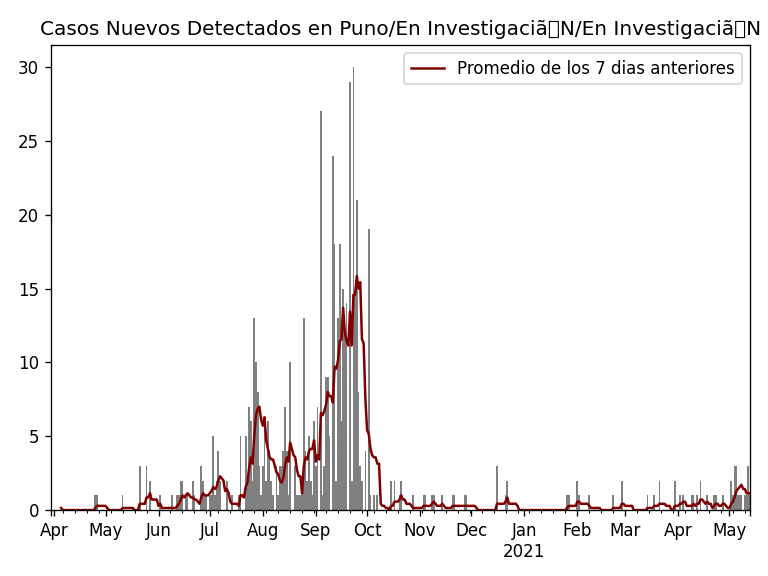 Casos Nuevos Detectados en Puno/En Investigaciã▯N/En Investigaciã▯N
Promedio de los 7 dias anteriores
30
25
20
15
10
5
0
Apr May Jun Jul Aug Sep Oct Nov Dec Jan Feb Mar Apr May
2021